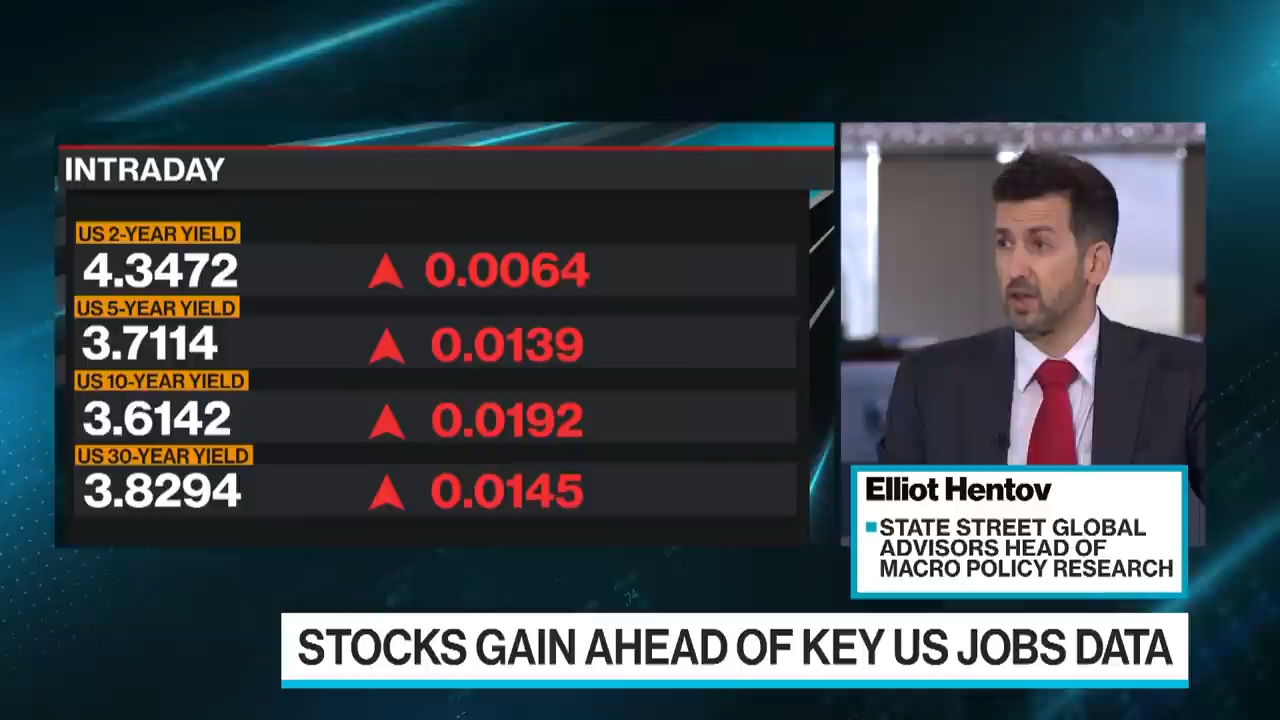 INTRADAY
US 2-YEAR YIELD
4.3472 ▲ 0.0064
US 5-YEAR YIELD
3.7114 ▲ 0.0139
US 10-YEAR YIELD
3.6142 ▲ 0.0192
US 30-YEAR YIELD
3.8294 ▲ 0.0145
Elliot Hentov
STATE STREET GLOBAL
ADVISORS HEAD OF
MACRO POLICY RESEARCH
STOCKS GAIN AHEAD OF KEY US JOBS DATA